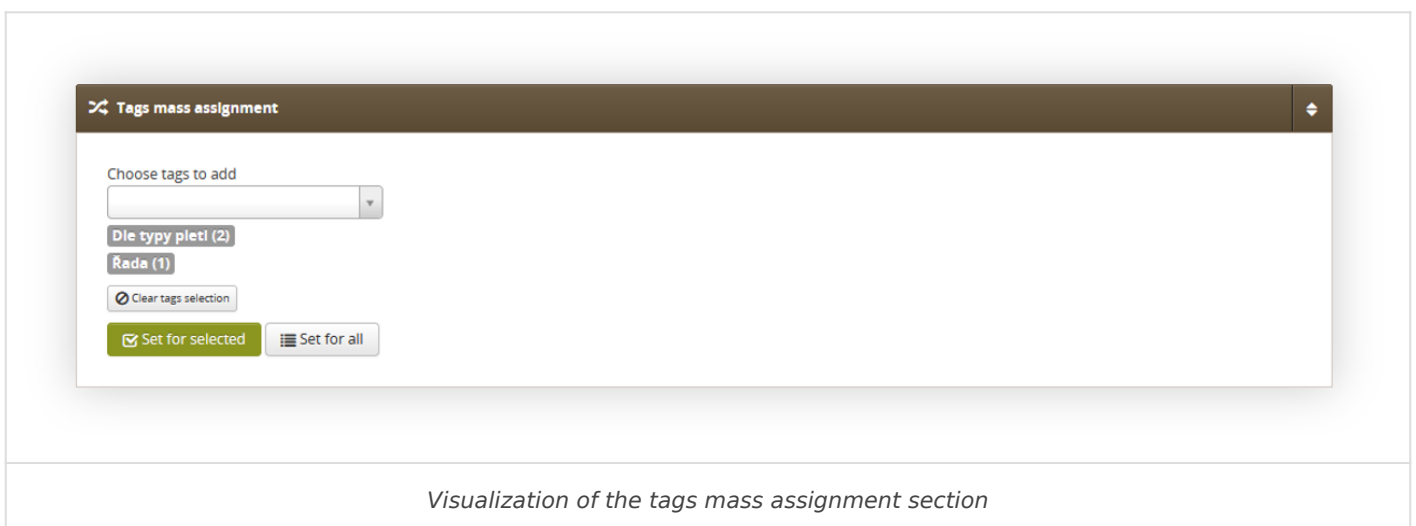 Tags mass assignment
Choose tags to add
Dle typy pleti (2)
Řada (1)
Clear tags selection
Set for selected
Set for all
Visualization of the tags mass assignment section